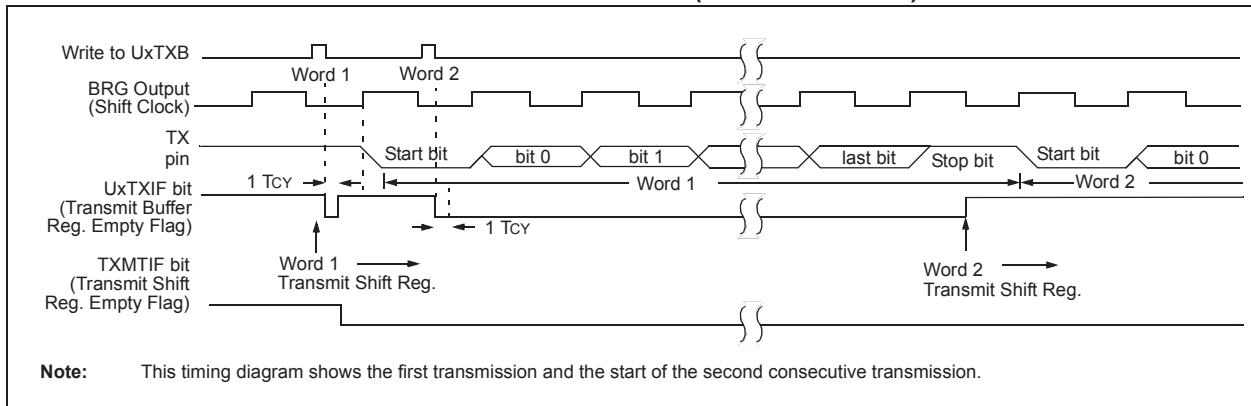 Write to UxTXB
Word 1
Word 2
BRG Output
(Shift Clock)
TX
pin
Start bit
bit 0
bit 1
last bit
Stop bit
Start bit
bit 0
1 TCY
Word 1
Word 2
UxTXIF bit
(Transmit Buffer
Reg. Empty Flag)
1 TCY
TXMTIF bit
(Transmit Shift
Reg. Empty Flag)
Word 1
Transmit Shift Reg.
Word 2
Transmit Shift Reg.
Note: This timing diagram shows the first transmission and the start of the second consecutive transmission.